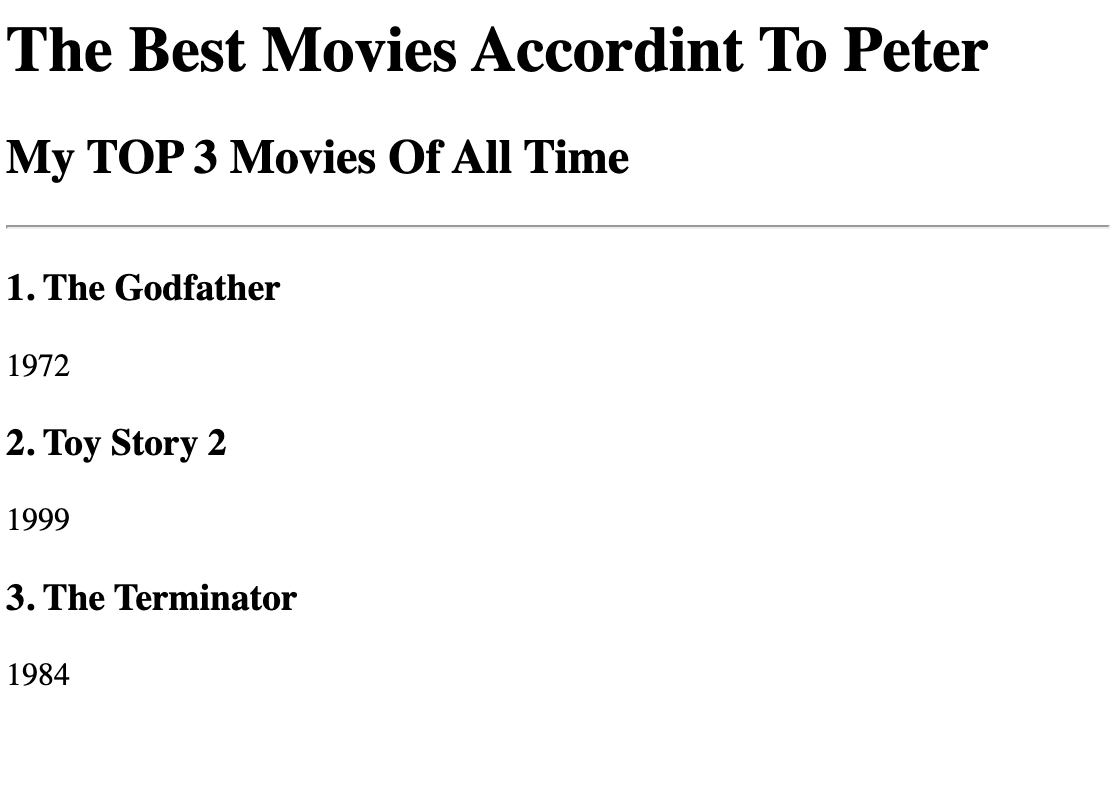 The Best Movies Accordint To Peter
My TOP 3 Movies Of All Time
1. The Godfather
1972
2. Toy Story 2
1999
3. The Terminator
1984